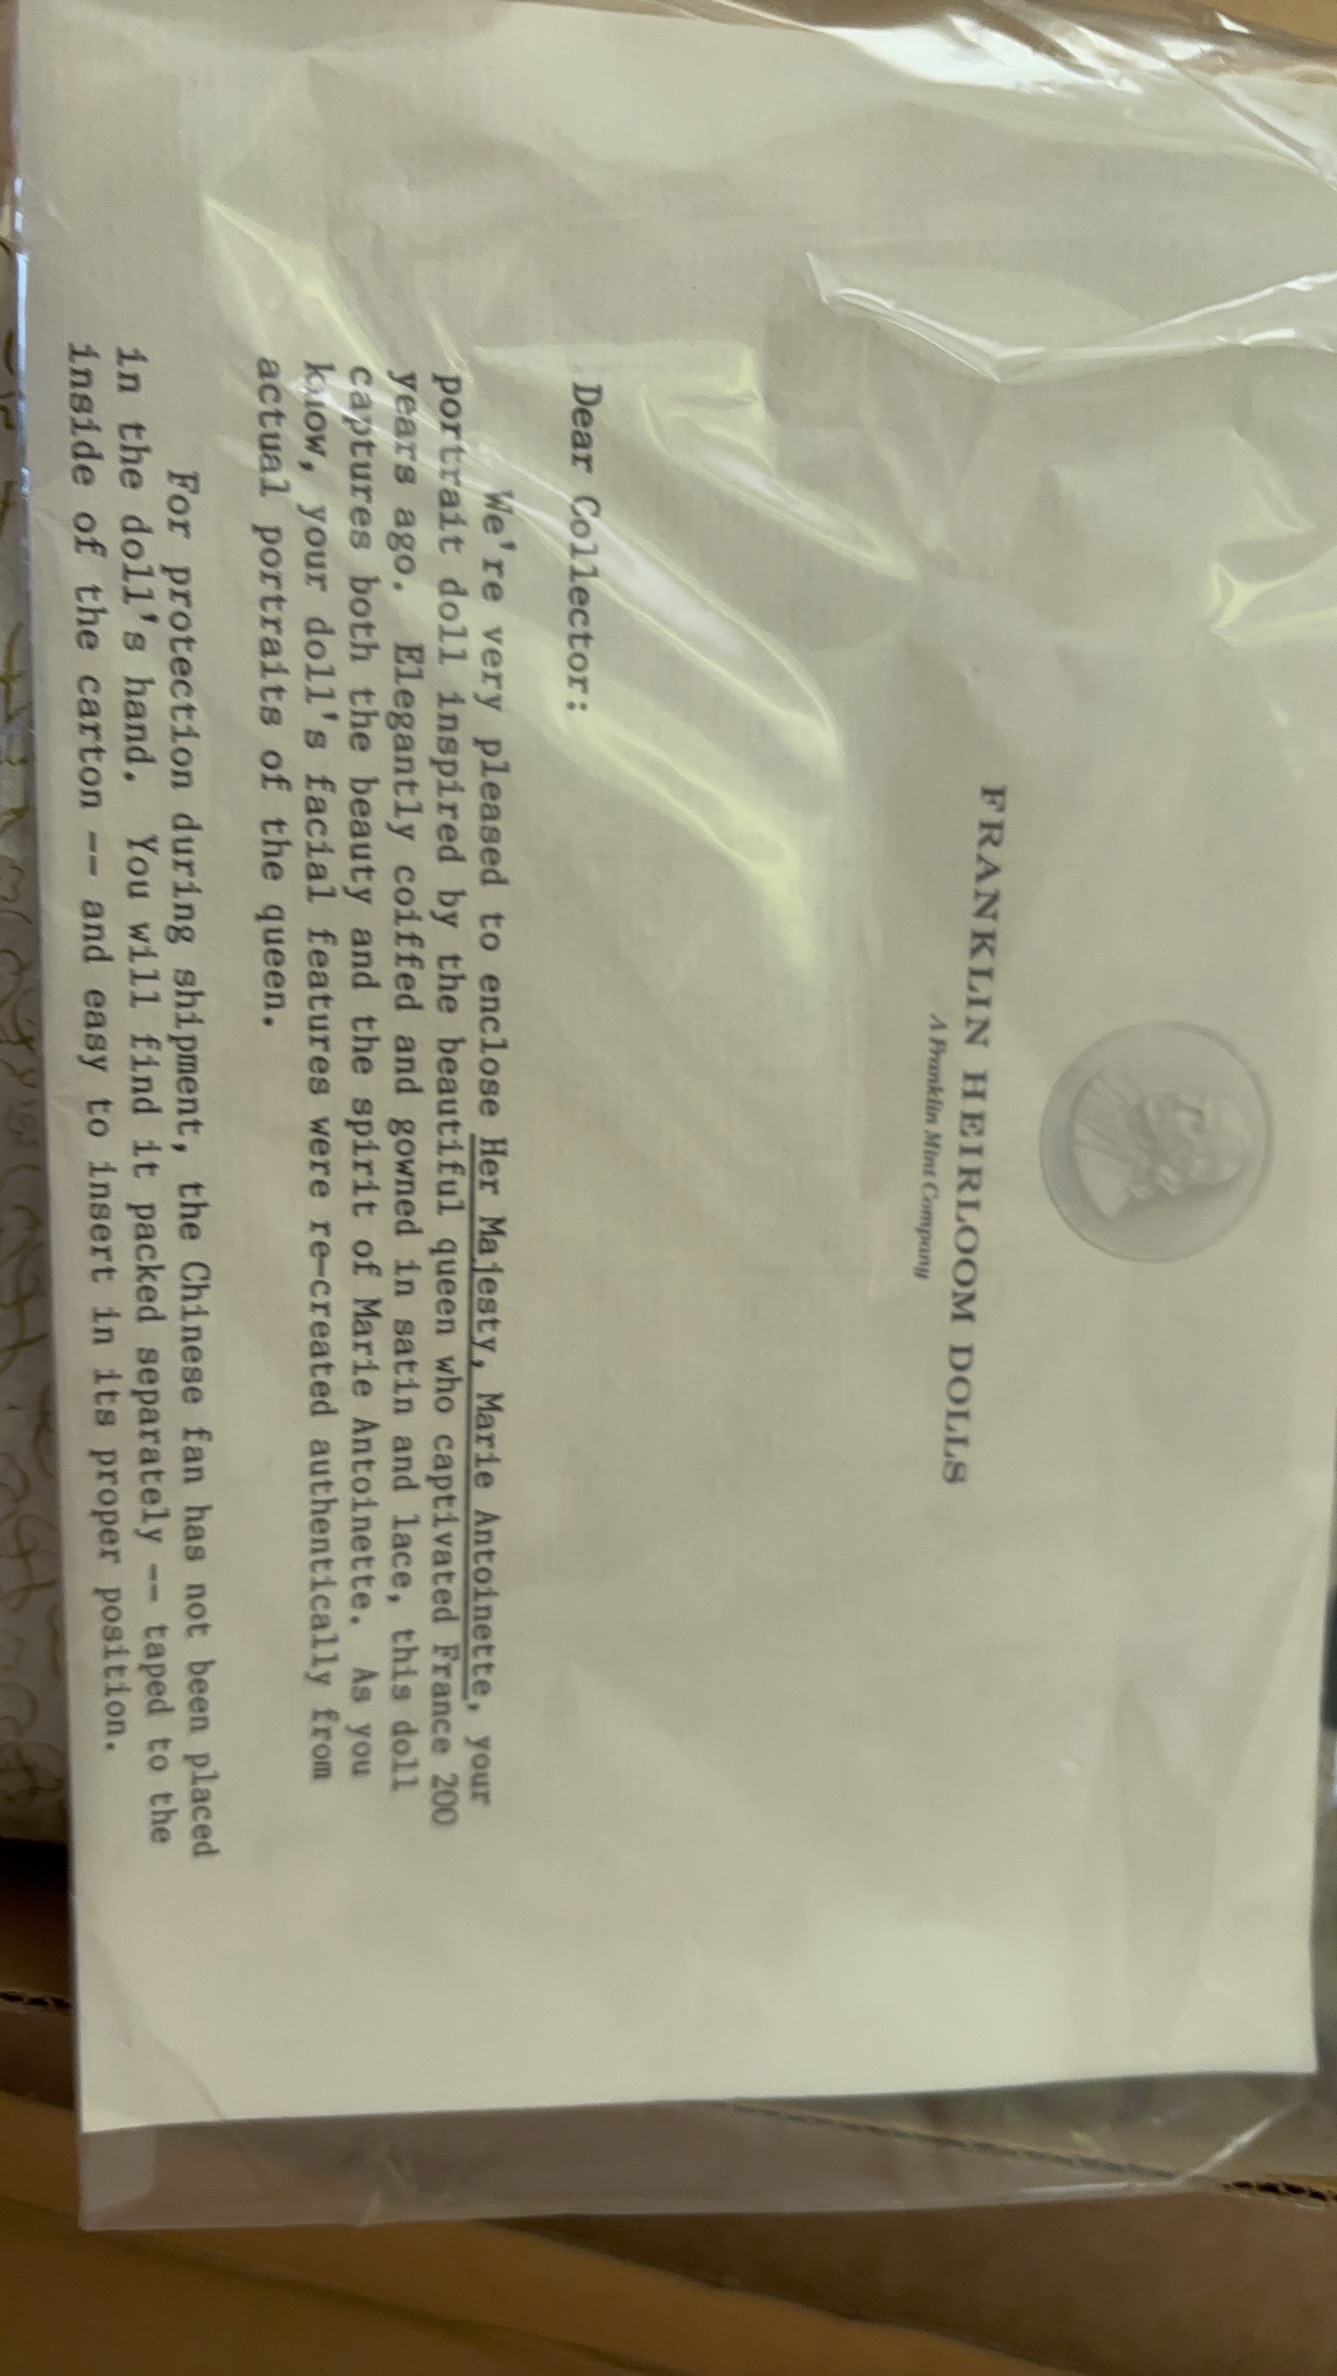 FRANKLIN HEIRLOOM DOLLS
A Franklin Mint Company
Dear Collector:
We're very pleased to enclose Her Majesty, Marie Antoinette, your
portrait doll inspired by the beautiful queen who captivated France 200
years ago. Elegantly coiffed and gowned in satin and lace, this doll
captures both the beauty and the spirit of Marie Antoinette. As you
know, your doll's facial features were re-created authentically from
actual portraits of the queen.
For protection during shipment, the Chinese fan has not been placed
in the doll's hand. You will find it packed separately -- taped to the
inside of the carton -- and easy to insert in its proper position.